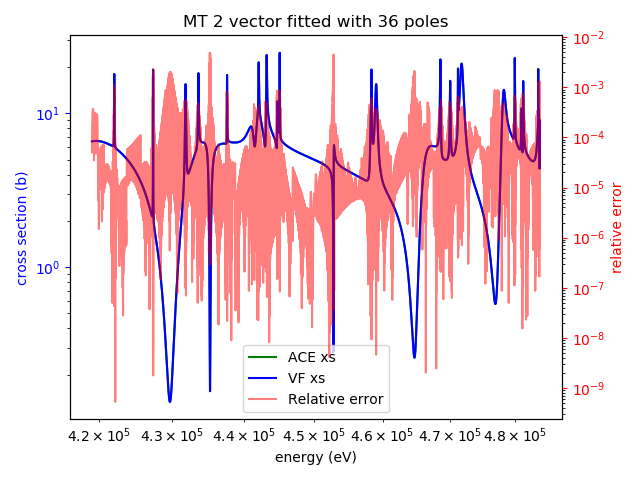 MT 2 vector fitted with 36 poles
cross section (b)
10¹
10⁰
10⁻²
10⁻³
10⁻⁴
10⁻⁵
10⁻⁶
10⁻⁷
10⁻⁸
10⁻⁹
relative error
ACE xs
VF xs
Relative error
4.2 × 10⁵ 4.3 × 10⁵ 4.4 × 10⁵ 4.5 × 10⁵ 4.6 × 10⁵ 4.7 × 10⁵ 4.8 × 10⁵
energy (eV)